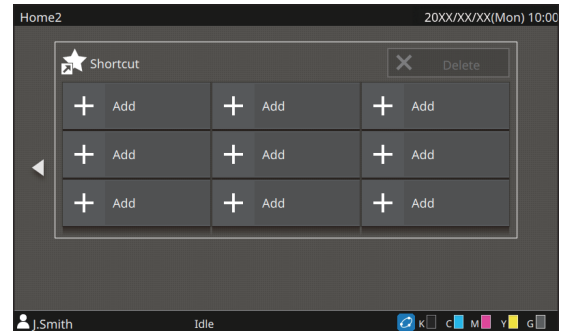 Home2 20XX/XX/XX(Mon) 10:00
Shortcut Delete
Add Add Add
Add Add Add
Add Add Add
J.Smith Idle K C M Y G